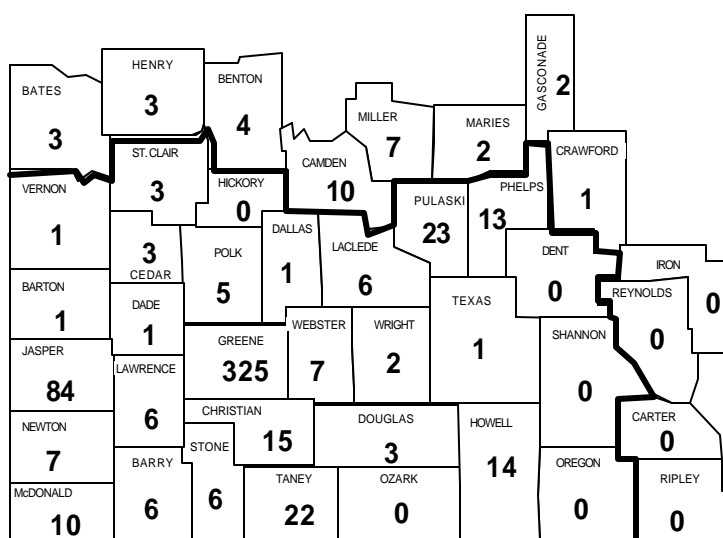 GASCONADE
2
HENRY
3
BENTON
4
BATES
3
MILLER
7
MARIES
2
CRAWFORD
1
ST. CLAIR
3
CAMDEN
10
VERNON
1
HICKORY
0
PULASKI
23
PHELPS
13
DALLAS
1
LACLEDE
6
3
CEDAR
POLK
5
DENT
0
IRON
0
BARTON
1
DADE
1
TEXAS
1
REYNOLDS
0
GREENE
325
WEBSTER
7
WRIGHT
2
SHANNON
0
JASPER
84
LAWRENCE
6
CHRISTIAN
15
DOUGLAS
3
HOWELL
14
CARTER
0
NEWTON
7
BARRY
6
STONE
6
TANEY
22
OZARK
0
OREGON
0
RIPLEY
0
McDONALD
10